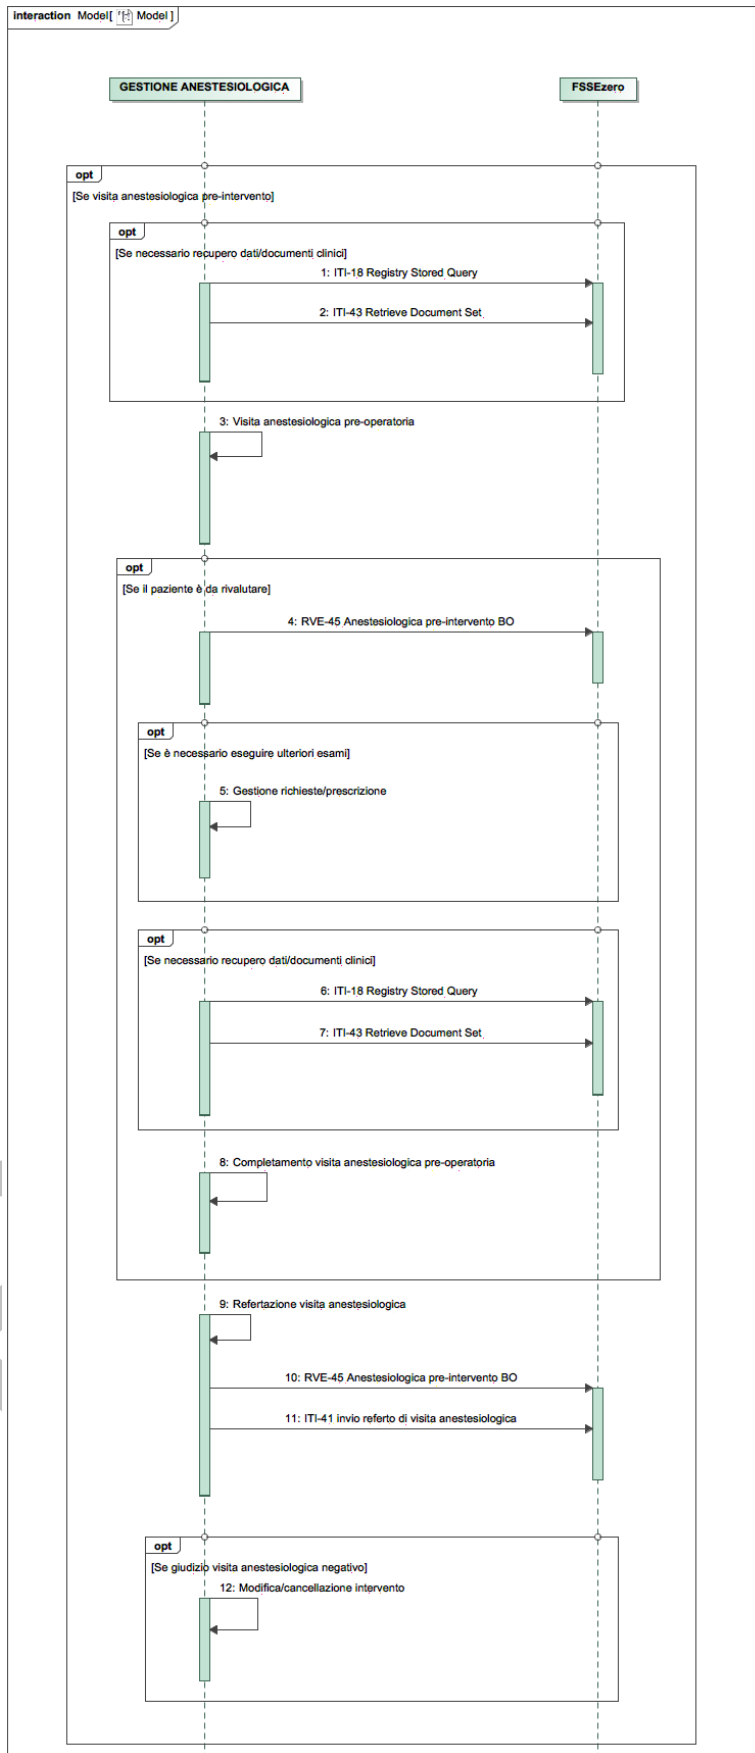 interaction Model[ Model ]
GESTIONE ANESTESIOLOGICA
FSSEzero
opt
[Se visita anestesiologica pre-intervento]
opt
[Se necessario recupero dati/documenti clinici]
1: ITI-18 Registry Stored Query
2: ITI-43 Retrieve Document Set
3: Visita anestesiologica pre-operatoria
opt
[Se il paziente è da rivalutare]
4: RVE-45 Anestesiologica pre-intervento BO
opt
[Se è necessario eseguire ulteriori esami]
5: Gestione richieste/prescrizione
opt
[Se necessario recupero dati/documenti clinici]
6: ITI-18 Registry Stored Query
7: ITI-43 Retrieve Document Set
8: Completamento visita anestesiologica pre-operatoria
9: Refertazione visita anestesiologica
10: RVE-45 Anestesiologica pre-intervento BO
11: ITI-41 invio referto di visita anestesiologica
opt
[Se giudizio visita anestesiologica negativo]
12: Modifica/cancellazione intervento